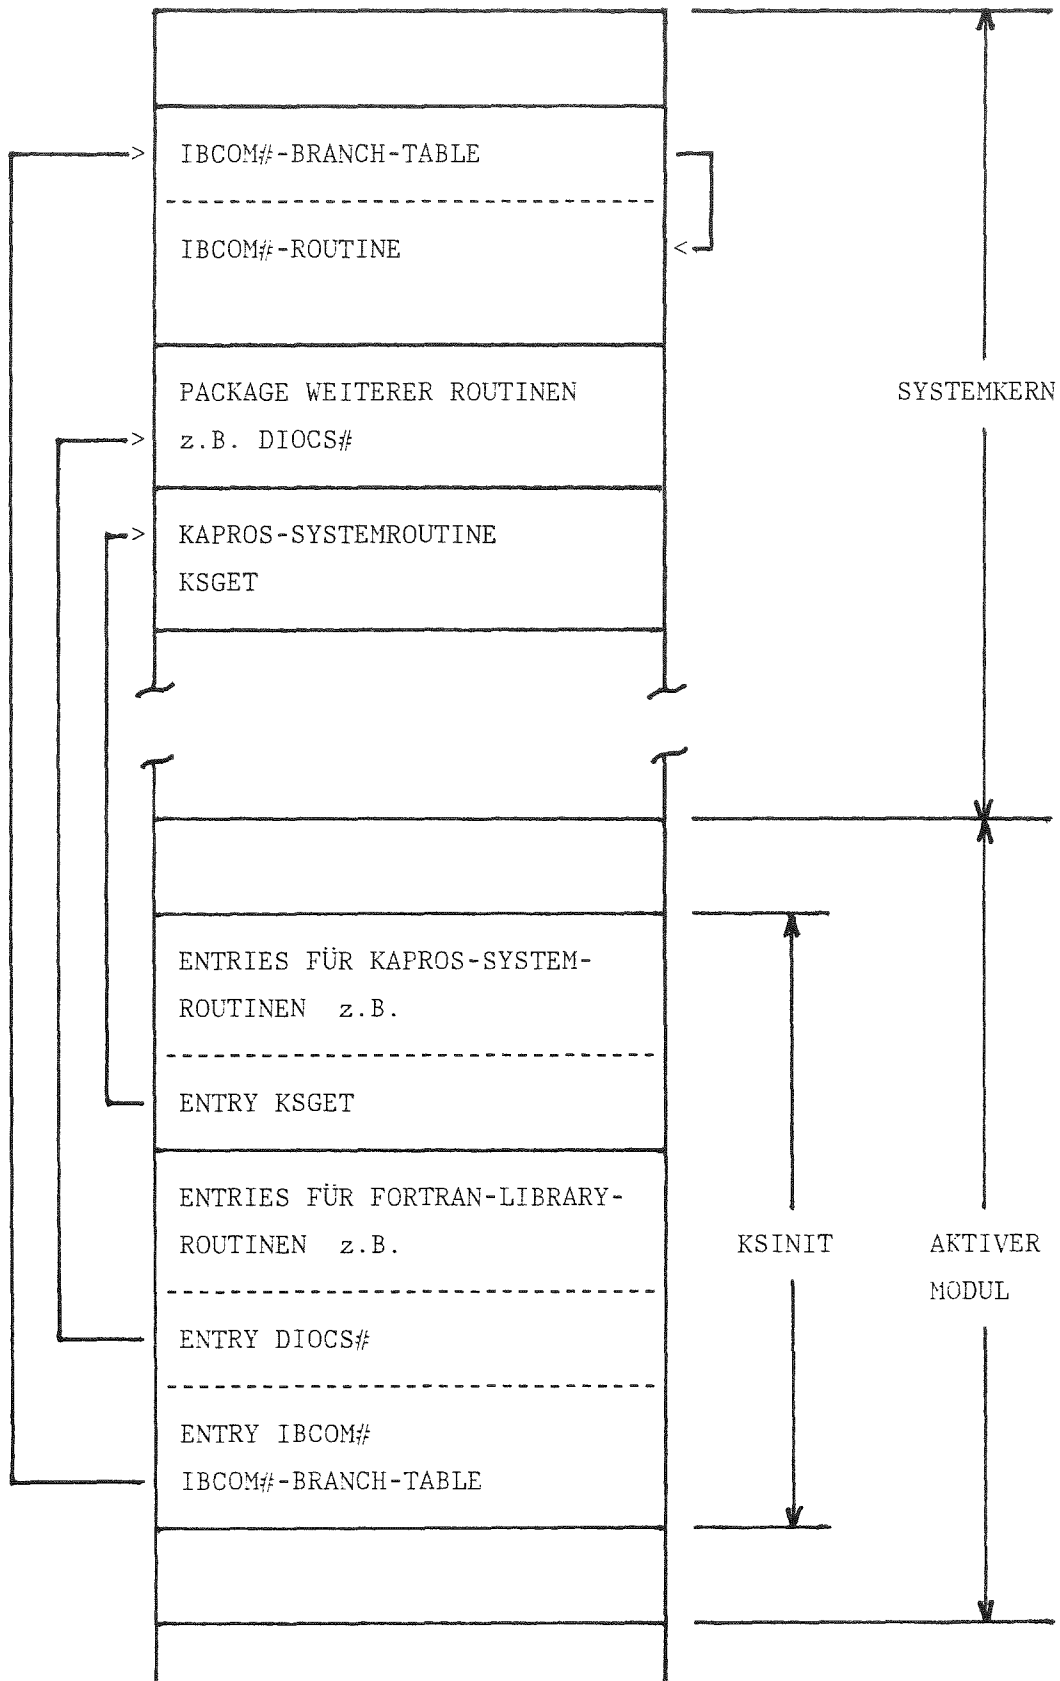 IBCOM#-BRANCH-TABLE
IBCOM#-ROUTINE
PACKAGE WEITERER ROUTINEN
z.B. DIOCS#
SYSTEMKERN
KAPROS-SYSTEMROUTINE
KSGET
ENTRIES FÜR KAPROS-SYSTEM-
ROUTINEN z.B.
ENTRY KSGET
ENTRIES FÜR FORTRAN-LIBRARY-
ROUTINEN z.B.
KSINIT
AKTIVER
MODUL
ENTRY DIOCS#
ENTRY IBCOM#
IBCOM#-BRANCH-TABLE